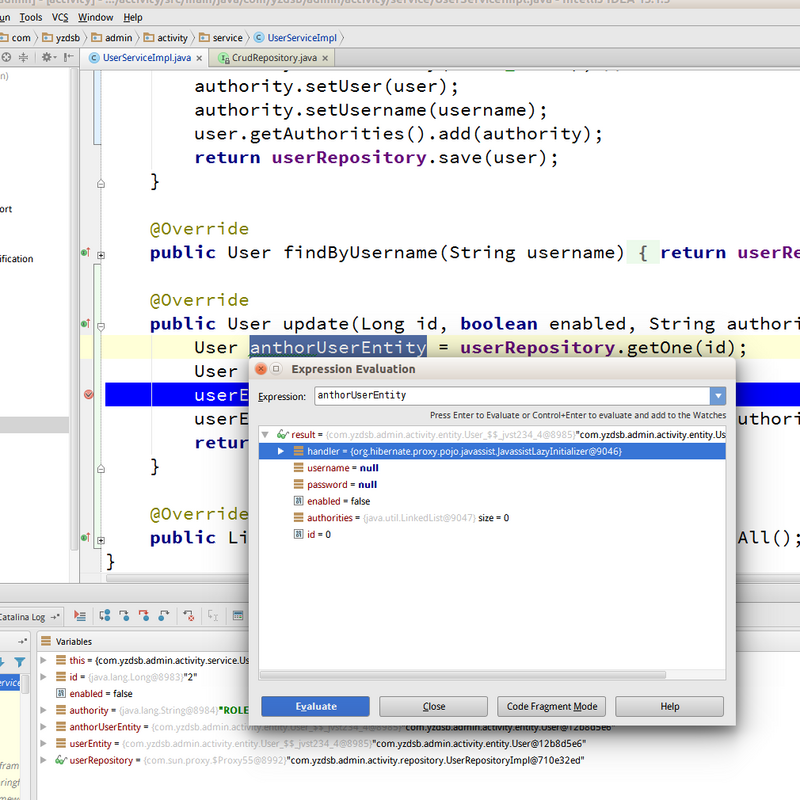 un Tools VCS Window Help
com yzdsb admin activity service UserServiceImpl
UserServiceImpl.java CrudRepository.java
authority.setUser(user);
authority.setUsername(username);
user.getAuthorities().add(authority);
return userRepository.save(user);
}
ort
@Override
ification
public User findByUsername(String username) { return userRe
@Override
public User update(Long id, boolean enabled, String authori
User anthorUserEntity = userRepository.getOne(id);
User
userE
userE
uthor
retur
}
@Override
public Li
All();
}
Expression Evaluation
Expression: anthorUserEntity
Press Enter to Evaluate or Control+Enter to evaluate and add to the Watches
result = {com.yzdsb.admin.activity.entity.User_$$_jvst234_4@8985}"com.yzdsb.admin.activity.entity.Us
handler = {org.hibernate.proxy.pojo.javassist.JavassistLazyInitializer@9046}
username = null
password = null
enabled = false
authorities = {java.util.LinkedList@9047} size = 0
id = 0
Evaluate Close Code Fragment Mode Help
Catalina Log
Variables
this = {com.yzdsb.admin.activity.service.Us
id = {java.lang.Long@8983}"2"
enabled = false
authority = {java.lang.String@8984}"ROLE
anthorUserEntity = {com.yzdsb.admin.activity.entity.User_$$_jvst234_4@8985}"com.yzdsb.admin.activity.entity.User@12b8d5e6"
userEntity = {com.yzdsb.admin.activity.entity.User_$$_jvst234_4@8985}"com.yzdsb.admin.activity.entity.User@12b8d5e6"
userRepository = {com.sun.proxy.$Proxy55@8992}"com.yzdsb.admin.activity.repository.UserRepositoryImpl@710e32ed"